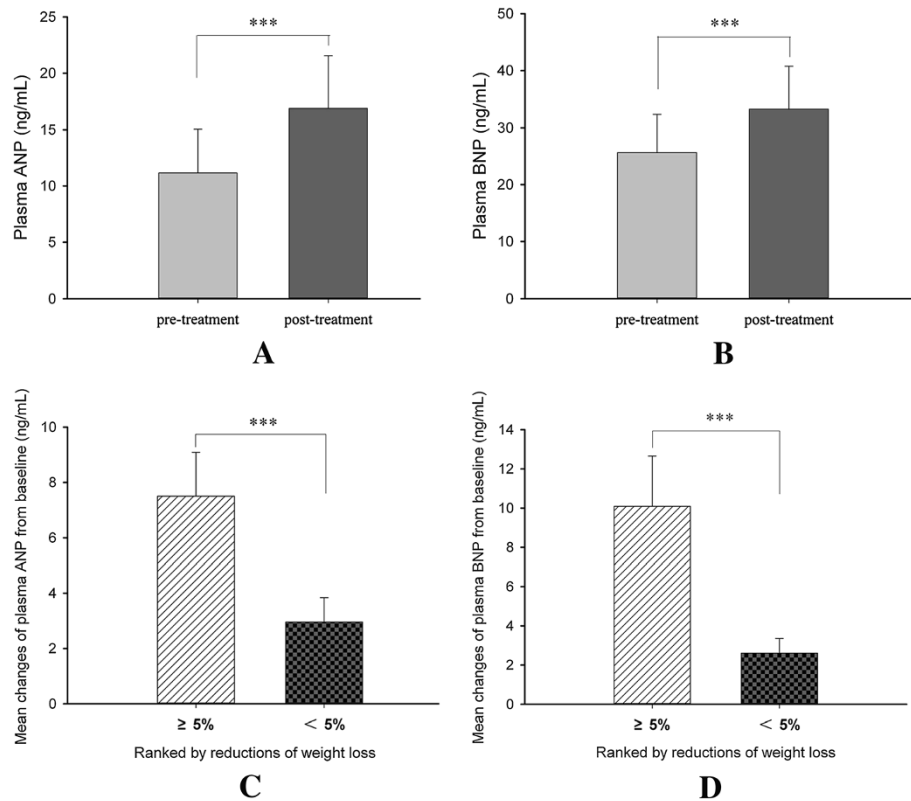 Plasma ANP (ng/mL)
25
20
15
10
5
0
***
pre-treatment
post-treatment
A
Plasma BNP (ng/mL)
50
40
30
20
10
0
***
pre-treatment
post-treatment
B
Mean changes of plasma ANP from baseline (ng/mL)
10
8
6
4
2
0
***
≥ 5%
< 5%
Ranked by reductions of weight loss
C
Mean changes of plasma BNP from baseline (ng/mL)
14
12
10
8
6
4
2
0
***
≥ 5%
< 5%
Ranked by reductions of weight loss
D